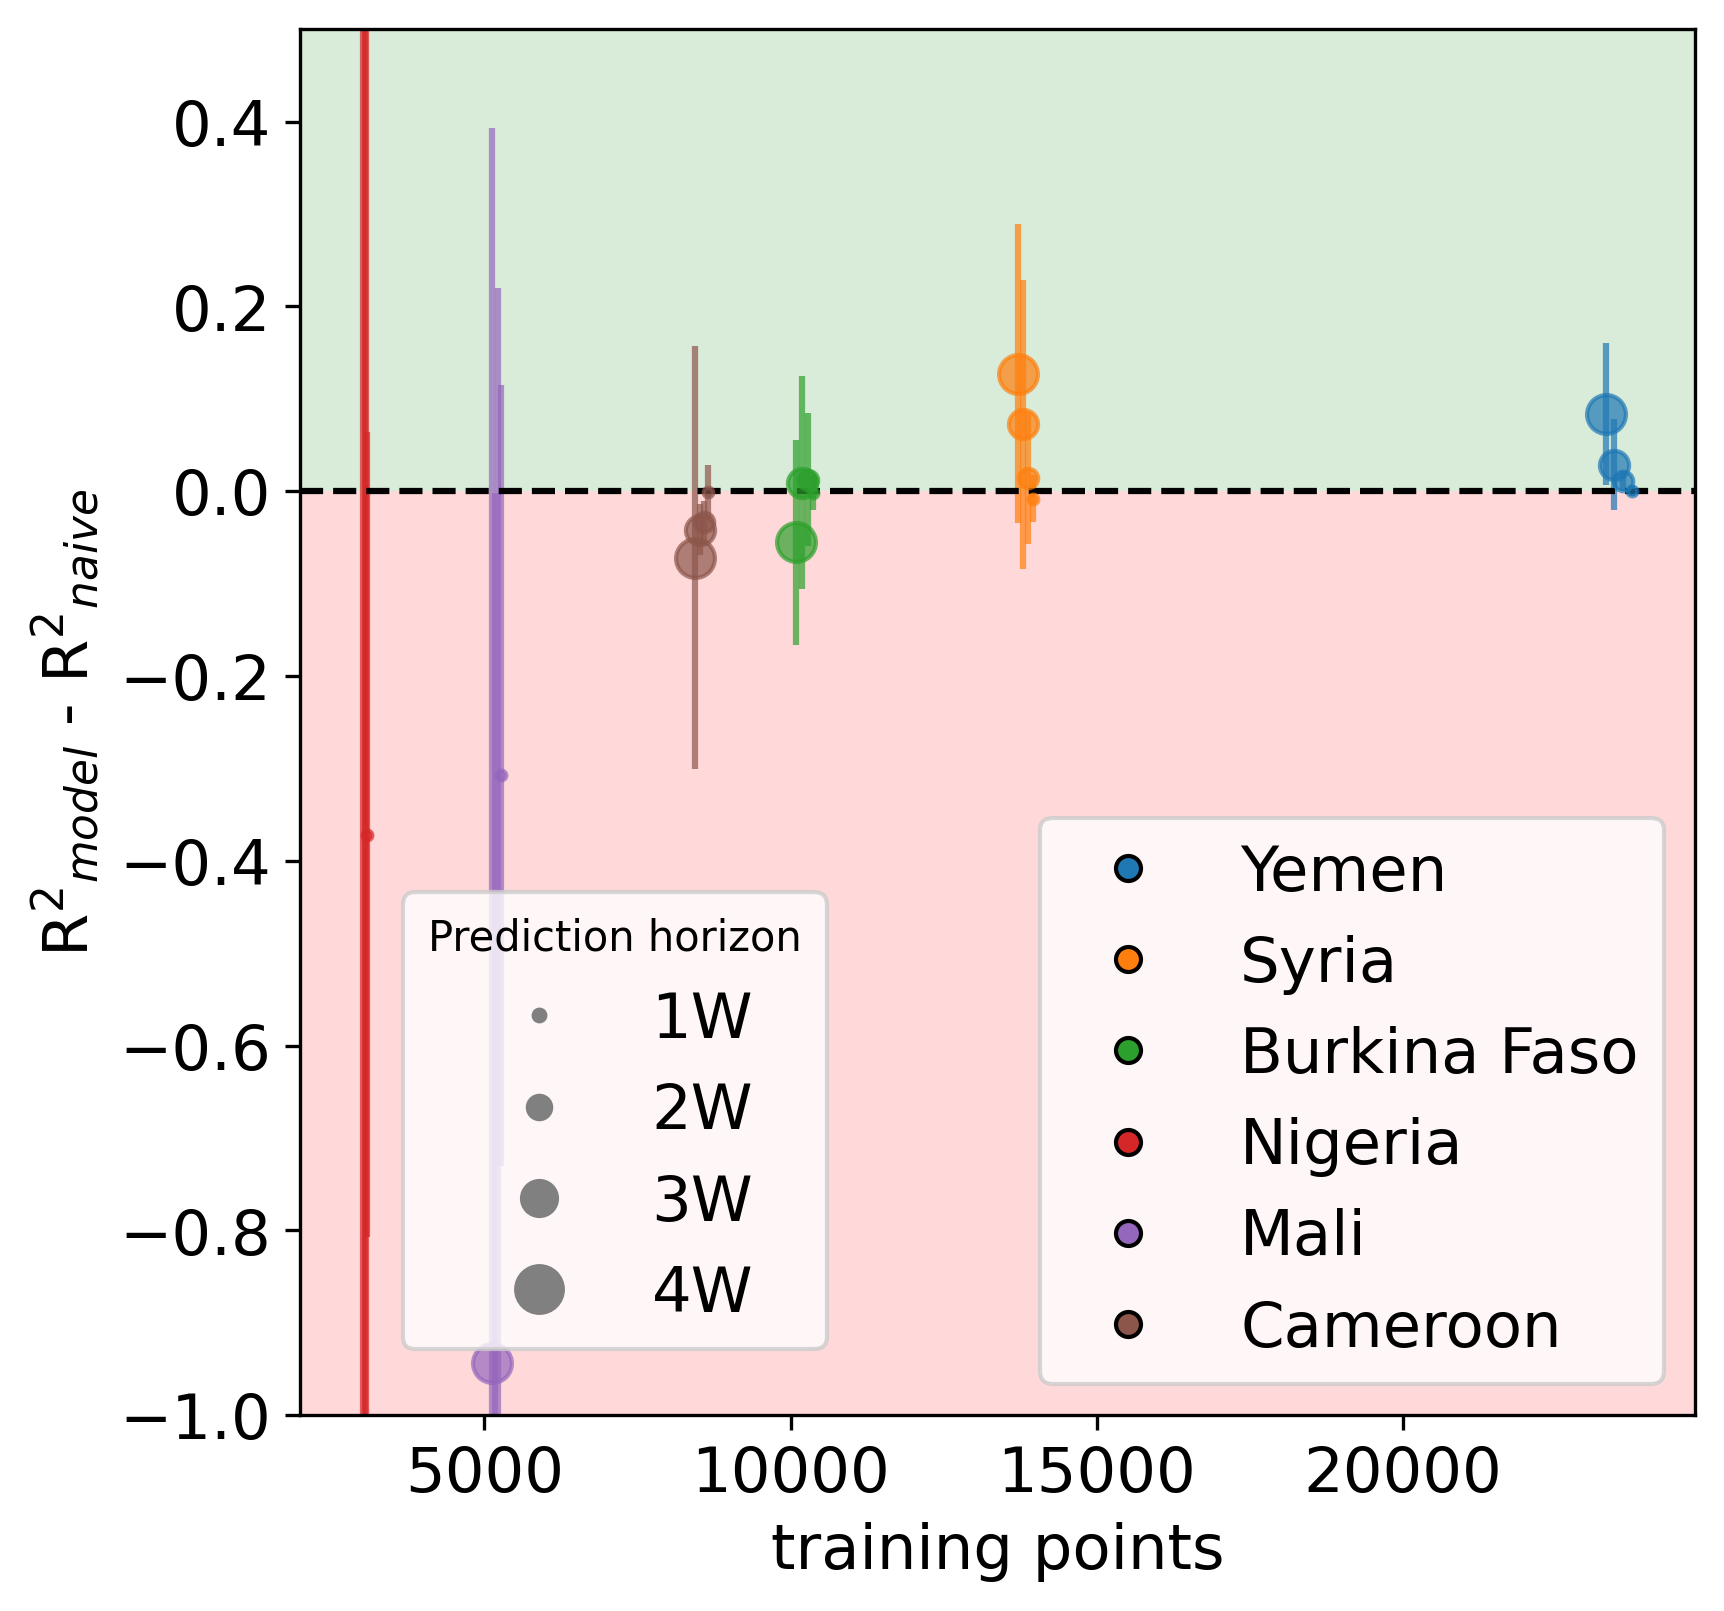 0.4
0.2
0.0
−0.2
−0.4
−0.6
−0.8
−1.0
R²model - R²naive
Prediction horizon
1W
2W
3W
4W
Yemen
Syria
Burkina Faso
Nigeria
Mali
Cameroon
5000 10000 15000 20000
training points